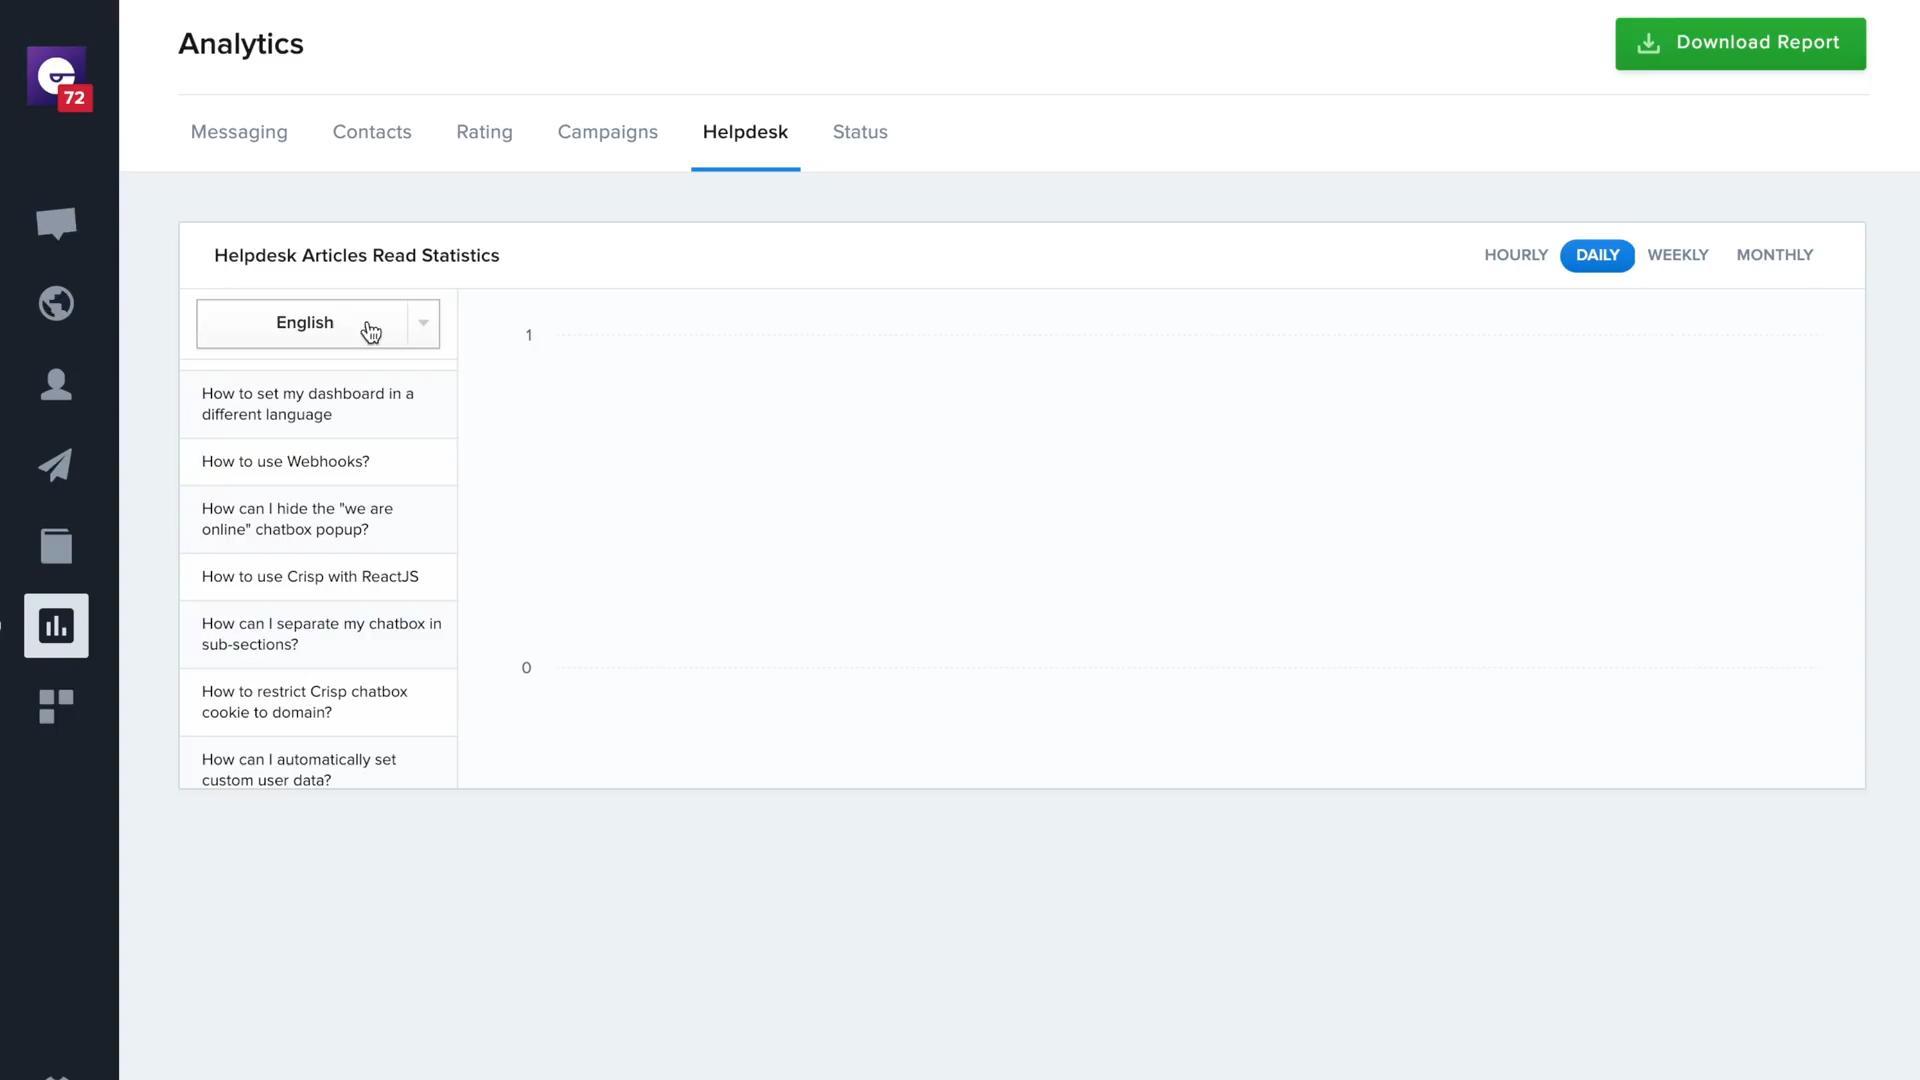 Analytics
Download Report
72
Messaging
Contacts
Rating
Campaigns
Helpdesk
Status
Helpdesk Articles Read Statistics
HOURLY
DAILY
WEEKLY
MONTHLY
English
How to set my dashboard in a
different language
How to use Webhooks?
How can I hide the "we are
online" chatbox popup?
How to use Crisp with ReactJS
How can I separate my chatbox in
sub-sections?
How to restrict Crisp chatbox
cookie to domain?
How can I automatically set
custom user data?
1
0